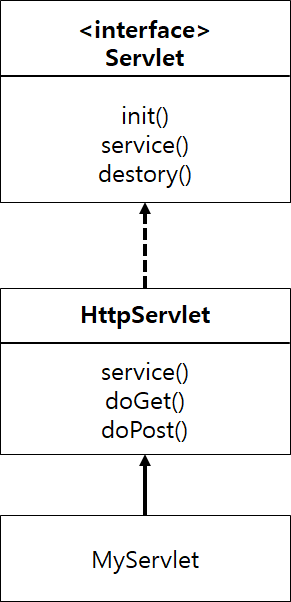 <interface>
Servlet
init()
service()
destory()
HttpServlet
service()
doGet()
doPost()
MyServlet